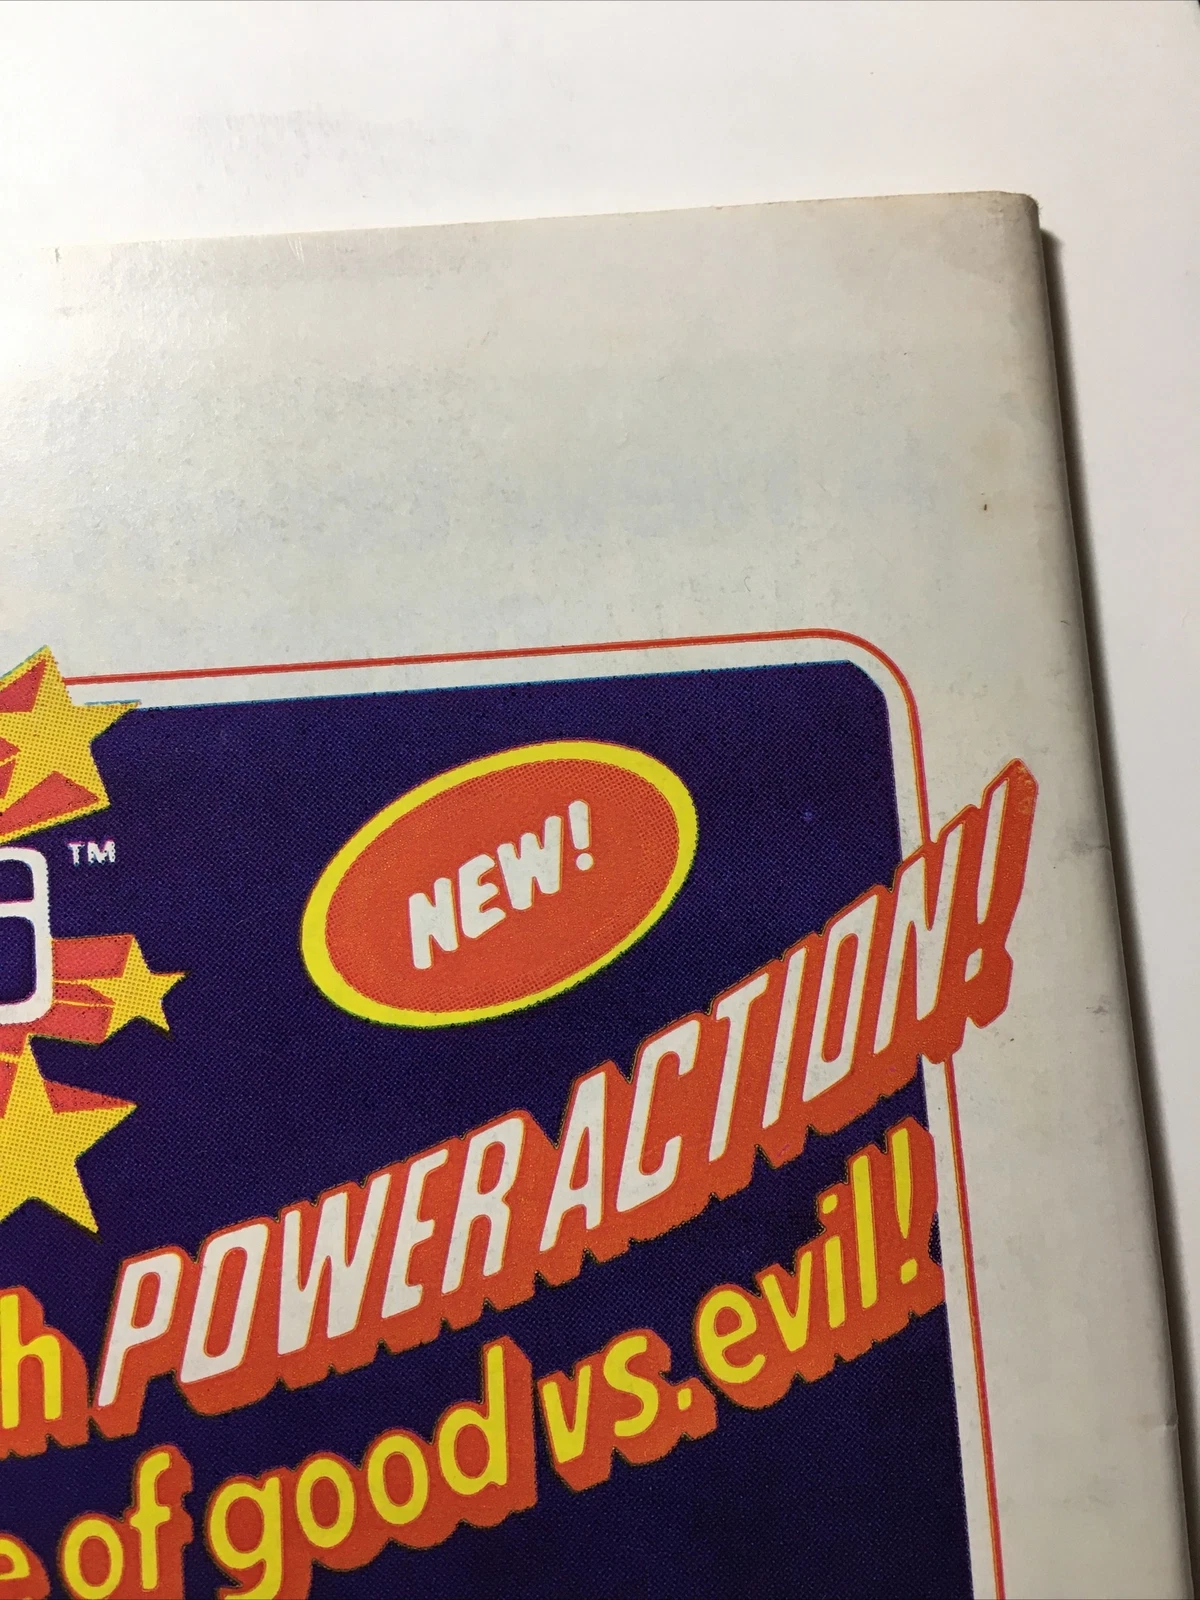 TM
NEW!
h POWER ACTION!
e of good vs. evil!